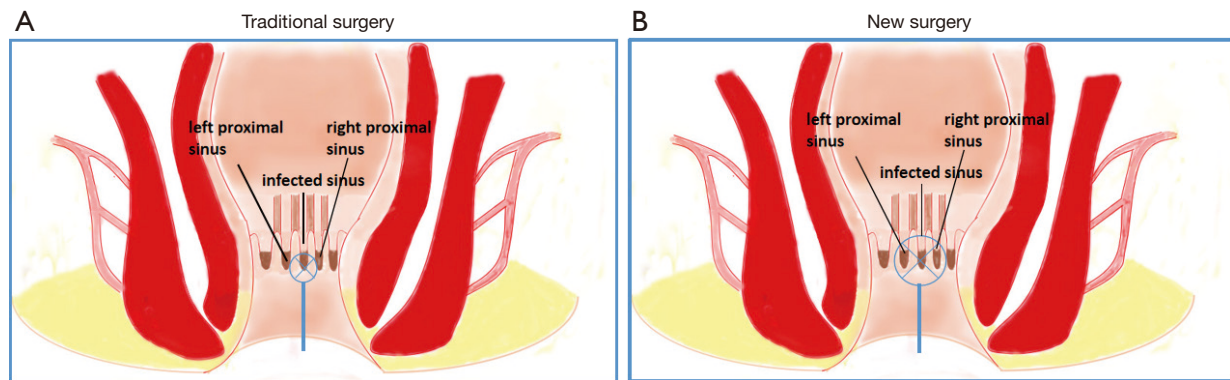 A
Traditional surgery
left proximal
sinus
right proximal
sinus
infected sinus
B
New surgery
left proximal
sinus
right proximal
sinus
infected sinus